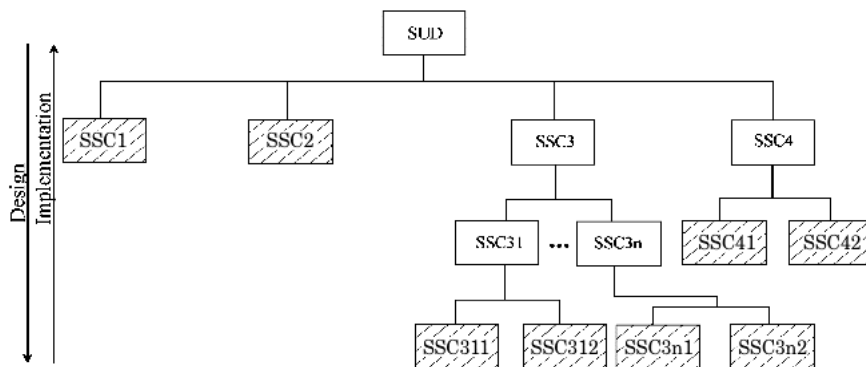 SUD
Design
Implementation
SSC1
SSC2
SSC3
SSC4
SSC31
...
SSC3n
SSC41
SSC42
SSC311
SSC312
SSC3n1
SSC3n2